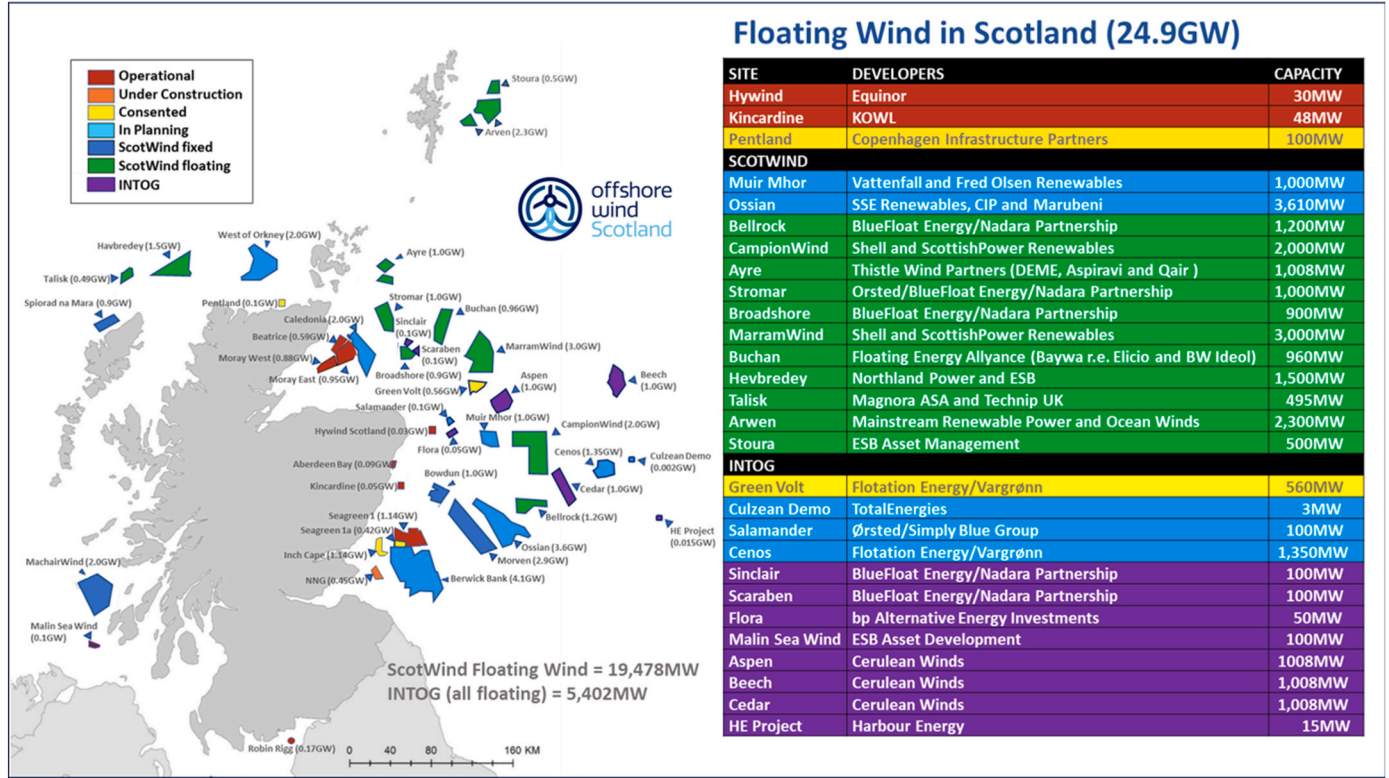 Floating Wind in Scotland (24.9GW)
Operational
Under Construction
Consented
In Planning
ScotWind fixed
ScotWind floating
INTOG
offshore
wind
Scotland
Stoura (0.5GW)
Arven (2.3GW)
West of Orkney (2.0GW)
Havbredey (1.5GW)
Ayre (1.0GW)
Talisk (0.49GW)
Spiorad na Mara (0.9GW)
Pentland (0.1GW)
Stromar (1.0GW)
Buchan (0.96GW)
Caledonia (2.0GW)
Sinclair
(0.1GW)
Beatrice (0.59GW)
Scaraben
(0.1GW)
MarramWind (3.0GW)
Moray West (0.88GW)
Moray East (0.95GW)
Broadshore (0.9GW)
Aspen
(1.0GW)
Beech
(1.0GW)
Green Volt (0.56GW)
Salamander (0.1GW)
Muir Mhor (1.0GW)
CampionWind (2.0GW)
Hywind Scotland (0.03GW)
Flora (0.05GW)
Cenos (1.35GW)
Culzean Demo
(0.002GW)
Aberdeen Bay (0.09GW)
Bowdun (1.0GW)
Kincardine (0.05GW)
Cedar (1.0GW)
Seagreen 1 (1.14GW)
Bellrock (1.2GW)
Seagreen 1a (0.42GW)
HE Project
(0.015GW)
Ossian (3.6GW)
Inch Cape (1.14GW)
Morven (2.9GW)
MachairWind (2.0GW)
NNG (0.45GW)
Berwick Bank (4.1GW)
Malin Sea Wind
(0.1GW)
ScotWind Floating Wind = 19,478MW
INTOG (all floating) = 5,402MW
Robin Rigg (0.17GW)
0 40 80 160 KM
SITE DEVELOPERS CAPACITY
Hywind Equinor 30MW
Kincardine KOWL 48MW
Pentland Copenhagen Infrastructure Partners 100MW
SCOTWIND
Muir Mhor Vattenfall and Fred Olsen Renewables 1,000MW
Ossian SSE Renewables, CIP and Marubeni 3,610MW
Bellrock BlueFloat Energy/Nadara Partnership 1,200MW
CampionWind Shell and ScottishPower Renewables 2,000MW
Ayre Thistle Wind Partners (DEME, Aspiravi and Qair ) 1,008MW
Stromar Orsted/BlueFloat Energy/Nadara Partnership 1,000MW
Broadshore BlueFloat Energy/Nadara Partnership 900MW
MarramWind Shell and ScottishPower Renewables 3,000MW
Buchan Floating Energy Allyance (Baywa r.e. Elicio and BW Ideol) 960MW
Hevbredey Northland Power and ESB 1,500MW
Talisk Magnora ASA and Technip UK 495MW
Arwen Mainstream Renewable Power and Ocean Winds 2,300MW
Stoura ESB Asset Management 500MW
INTOG
Green Volt Flotation Energy/Vargrønn 560MW
Culzean Demo TotalEnergies 3MW
Salamander Ørsted/Simply Blue Group 100MW
Cenos Flotation Energy/Vargrønn 1,350MW
Sinclair BlueFloat Energy/Nadara Partnership 100MW
Scaraben BlueFloat Energy/Nadara Partnership 100MW
Flora bp Alternative Energy Investments 50MW
Malin Sea Wind ESB Asset Development 100MW
Aspen Cerulean Winds 1008MW
Beech Cerulean Winds 1,008MW
Cedar Cerulean Winds 1,008MW
HE Project Harbour Energy 15MW